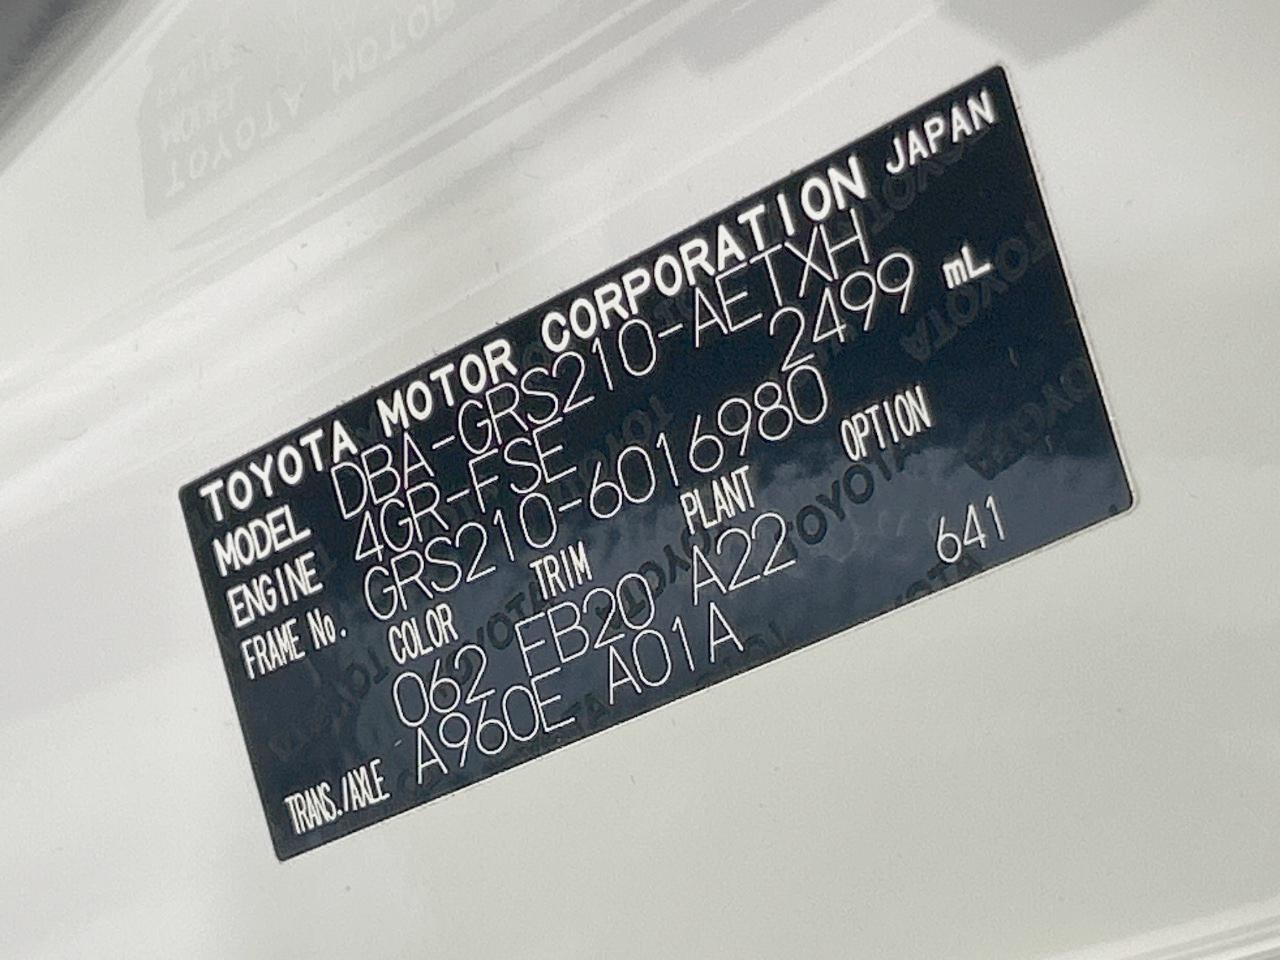 TOYOTA MOTOR CORPORATION JAPAN
MODEL DBA-GRS210-AETXH
ENGINE 4GR-FSE 2499 mL
FRAME No. GRS210-6016980
COLOR TRIM PLANT OPTION
062 FB20 A22 641
TRANS./AXLE A960E A01A